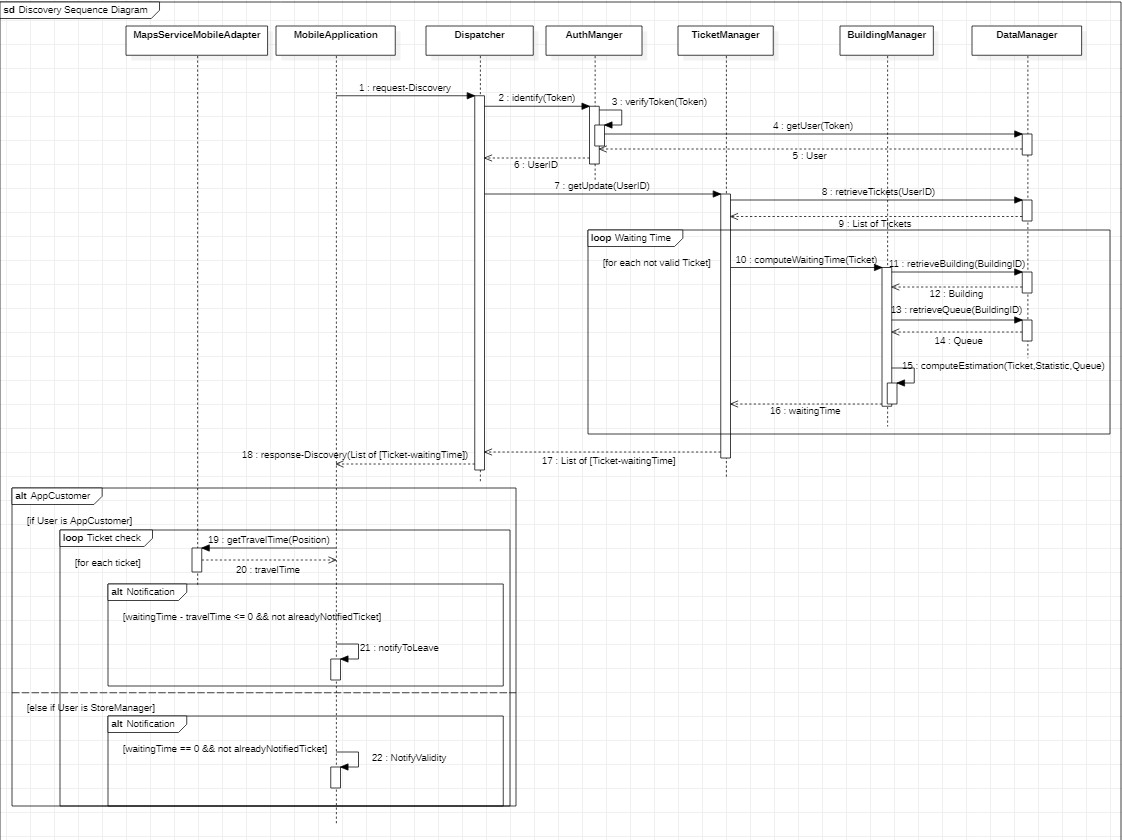 sd Discovery Sequence Diagram
MapsServiceMobileAdapter
MobileApplication
Dispatcher
AuthManger
TicketManager
BuildingManager
DataManager
1 : request-Discovery
2 : identify(Token)
3 : verifyToken(Token)
4 : getUser(Token)
5 : User
6 : UserID
7 : getUpdate(UserID)
8 : retrieveTickets(UserID)
9 : List of Tickets
loop Waiting Time
[for each not valid Ticket]
10 : computeWaitingTime(Ticket)
11 : retrieveBuilding(BuildingID)
12 : Building
13 : retrieveQueue(BuildingID)
14 : Queue
15 : computeEstimation(Ticket,Statistic,Queue)
16 : waitingTime
17 : List of [Ticket-waitingTime]
18 : response-Discovery(List of [Ticket-waitingTime])
alt AppCustomer
[if User is AppCustomer]
loop Ticket check
[for each ticket]
19 : getTravelTime(Position)
20 : travelTime
alt Notification
[waitingTime - travelTime <= 0 && not alreadyNotifiedTicket]
21 : notifyToLeave
[else if User is StoreManager]
alt Notification
[waitingTime == 0 && not alreadyNotifiedTicket]
22 : NotifyValidity